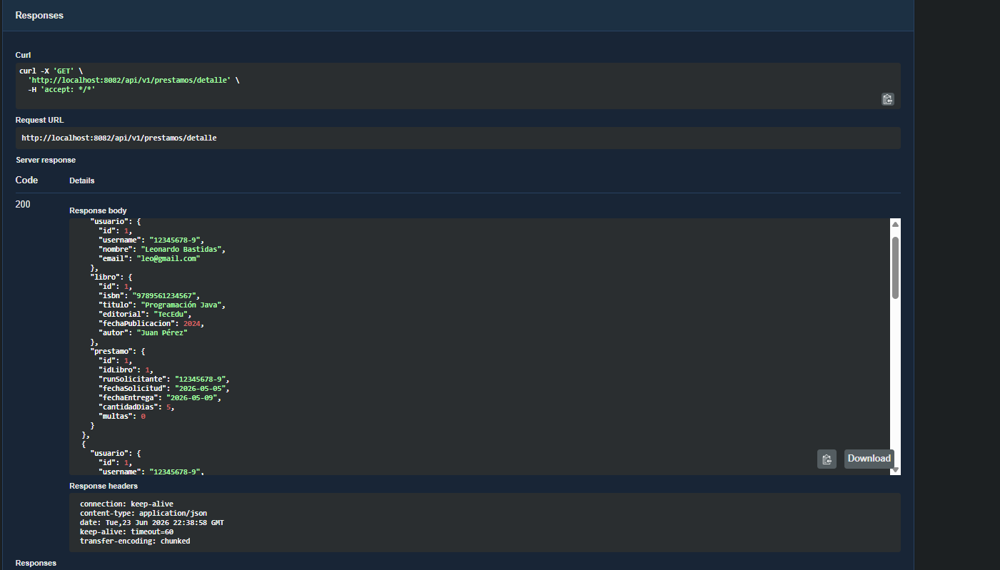 Responses
Curl
curl -X 'GET' \
  'http://localhost:8082/api/v1/prestamos/detalle' \
  -H 'accept: */*'
Request URL
http://localhost:8082/api/v1/prestamos/detalle
Server response
Code Details
200
Response body
    "usuario": {
      "id": 1,
      "username": "12345678-9",
      "nombre": "Leonardo Bastidas",
      "email": "leo@gmail.com"
    },
    "libro": {
      "id": 1,
      "isbn": "9789561234567",
      "titulo": "Programación Java",
      "editorial": "TecEdu",
      "fechaPublicacion": 2024,
      "autor": "Juan Pérez"
    },
    "prestamo": {
      "id": 1,
      "idLibro": 1,
      "runSolicitante": "12345678-9",
      "fechaSolicitud": "2026-05-05",
      "fechaEntrega": "2026-05-09",
      "cantidadDias": 5,
      "multas": 0
    }
  },
  {
    "usuario": {
      "id": 1,
      "username": "12345678-9",
Download
Response headers
connection: keep-alive
content-type: application/json
date: Tue,23 Jun 2026 22:38:58 GMT
keep-alive: timeout=60
transfer-encoding: chunked
Responses